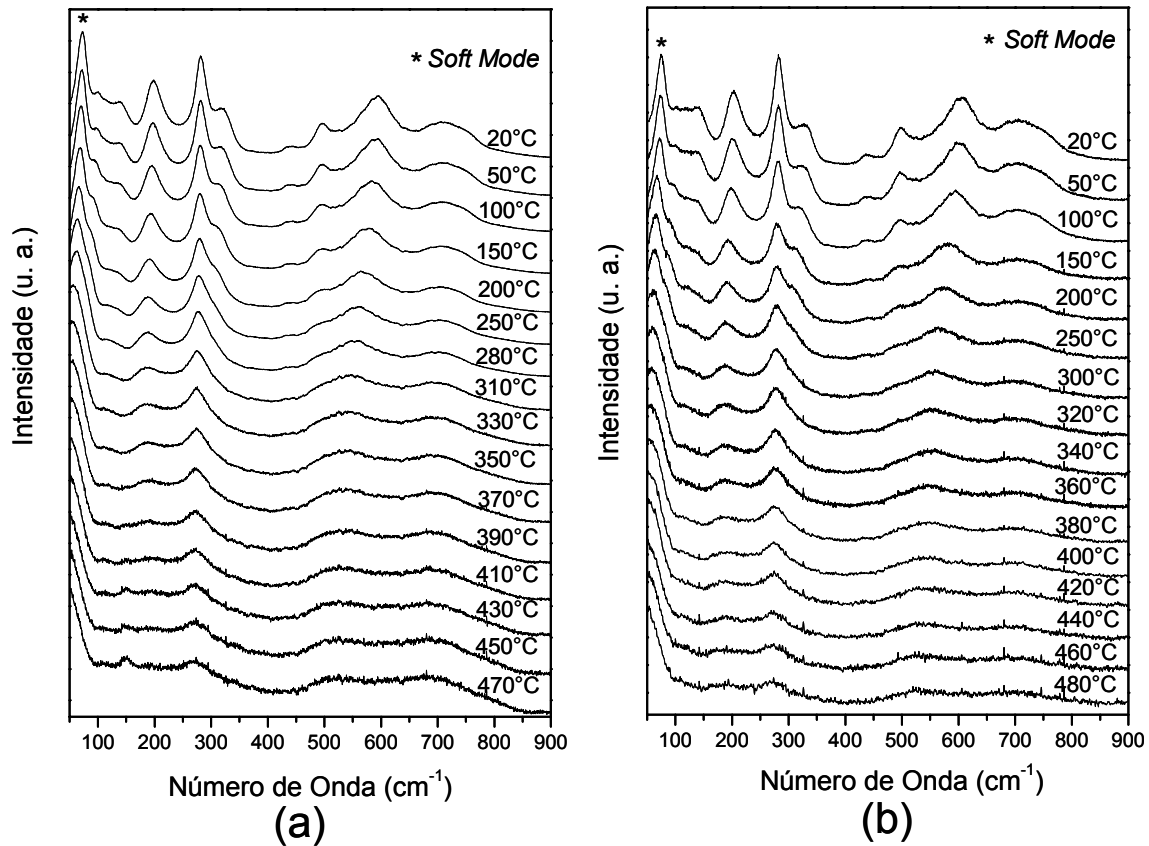 *
* Soft Mode
20°C
50°C
100°C
150°C
200°C
250°C
280°C
310°C
330°C
350°C
370°C
390°C
410°C
430°C
450°C
470°C
Intensidade (u. a.)
100 200 300 400 500 600 700 800 900
Número de Onda (cm⁻¹)
(a)
*
* Soft Mode
20°C
50°C
100°C
150°C
200°C
250°C
300°C
320°C
340°C
360°C
380°C
400°C
420°C
440°C
460°C
480°C
Intensidade (u. a.)
100 200 300 400 500 600 700 800 900
Número de Onda (cm⁻¹)
(b)